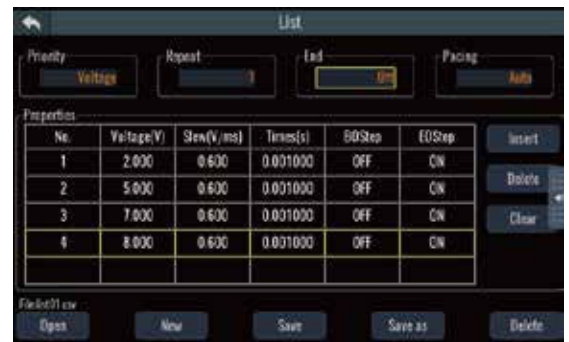 List
Priority Repeat End Pacing
Voltage 1 Off Auto
Properties
No. Voltage(V) Slew(V/ms) Times(s) BOStep EOStep
1 2.000 0.600 0.001000 OFF ON
2 5.000 0.600 0.001000 OFF ON
3 7.000 0.600 0.001000 OFF ON
4 8.000 0.600 0.001000 OFF ON
Insert
Delete
Clear
File:list01.csv
Open New Save Save as Delete